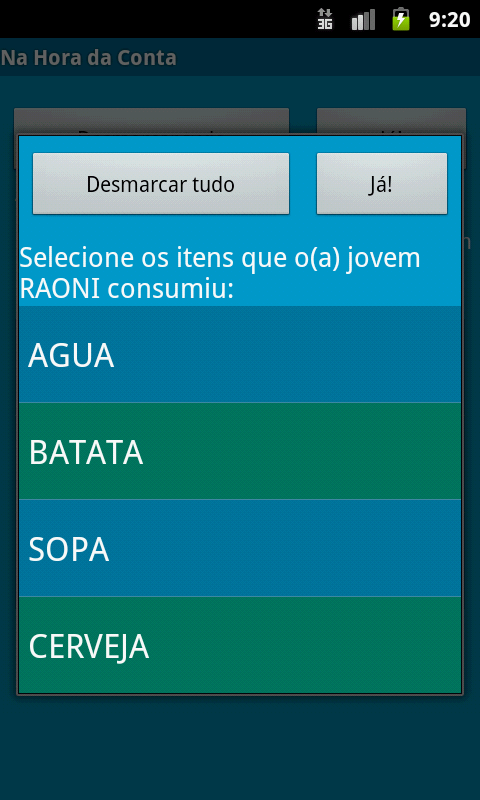 3G 9:20
Na Hora da Conta
Desmarcar tudo Já!
Selecione os itens que o(a) jovem
RAONI consumiu:
AGUA
BATATA
SOPA
CERVEJA